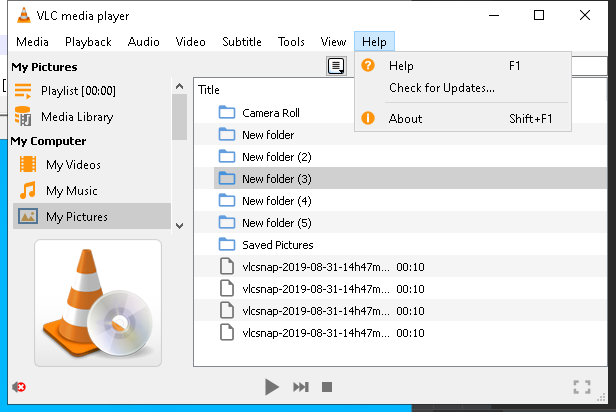 VLC media player
Media Playback Audio Video Subtitle Tools View Help
My Pictures
Playlist [00:00]
Media Library
My Computer
My Videos
My Music
My Pictures
Help F1
Check for Updates...
About Shift+F1
Title
Camera Roll
New folder
New folder (2)
New folder (3)
New folder (4)
New folder (5)
Saved Pictures
vlcsnap-2019-08-31-14h47m... 00:10
vlcsnap-2019-08-31-14h47m... 00:10
vlcsnap-2019-08-31-14h47m... 00:10
vlcsnap-2019-08-31-14h47m... 00:10